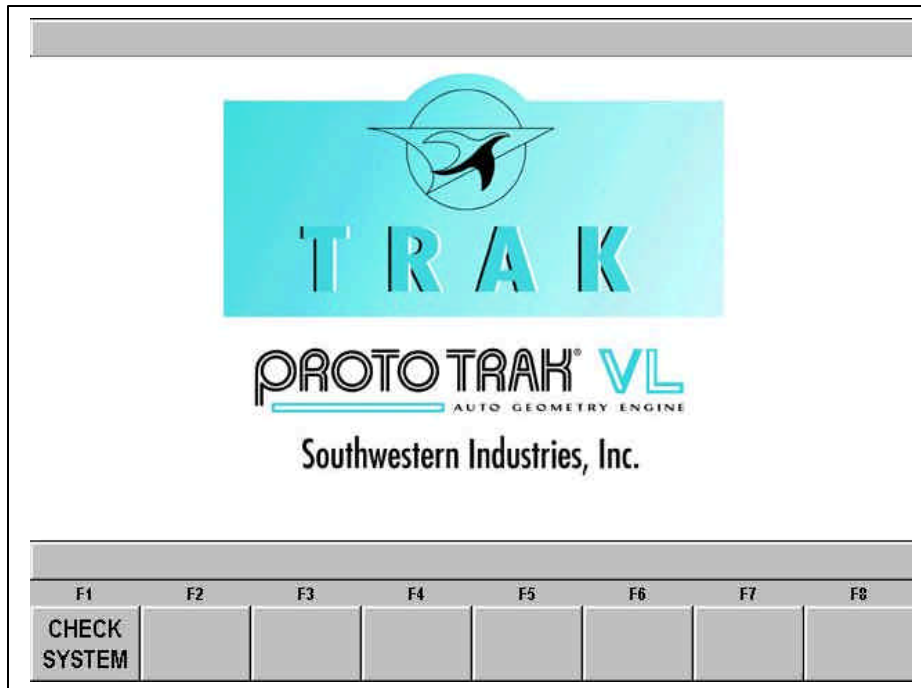 TRAK
PROTO TRAK® VL
AUTO GEOMETRY ENGINE
Southwestern Industries, Inc.
F1 F2 F3 F4 F5 F6 F7 F8
CHECK
SYSTEM